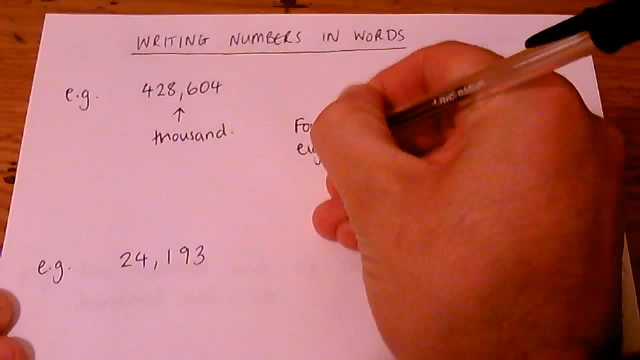 WRITING NUMBERS IN WORDS
e.g. 428,604
↑
thousand.
e.g. 24,193